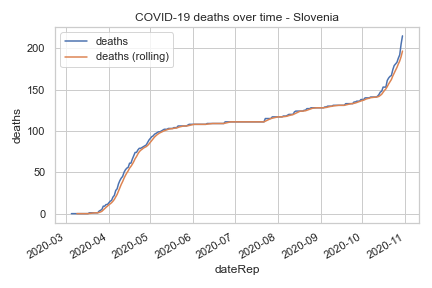 COVID-19 deaths over time - Slovenia
deaths
deaths (rolling)
200
150
100
50
0
deaths
2020-03
2020-04
2020-05
2020-06
2020-07
2020-08
2020-09
2020-10
2020-11
dateRep